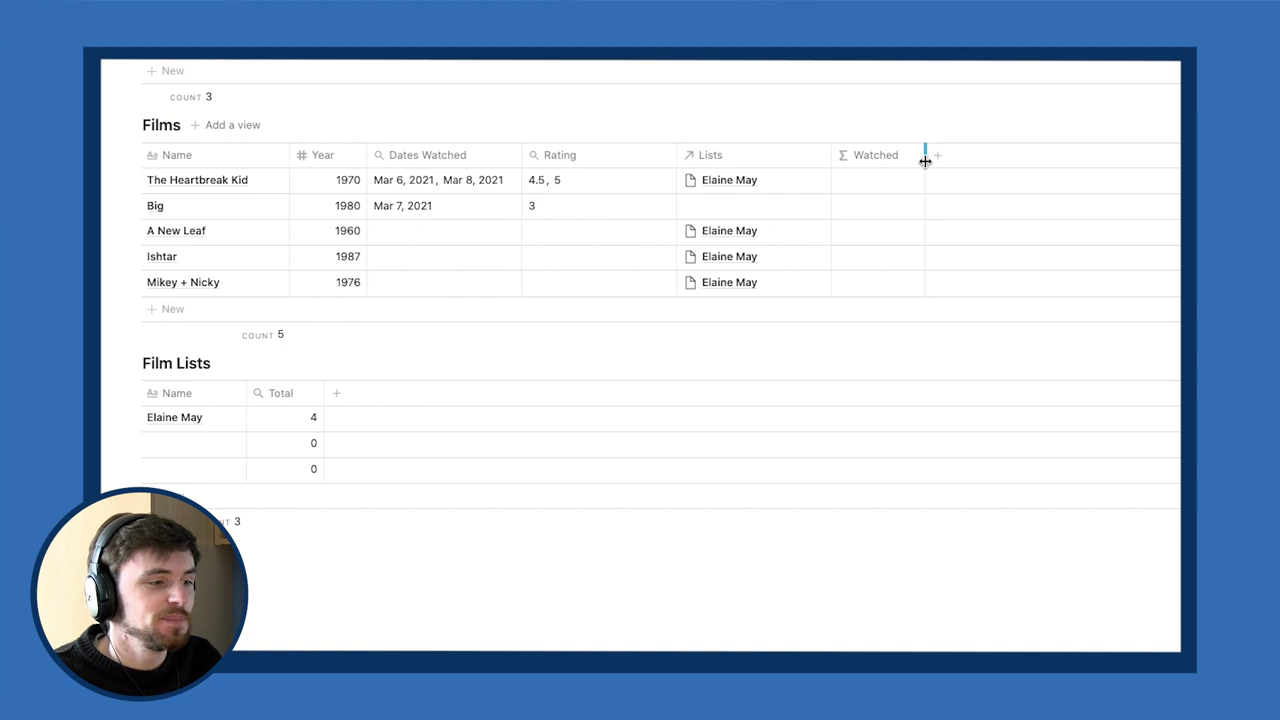 + New
COUNT 3
Films + Add a view
Aa Name # Year Dates Watched Rating Lists Σ Watched +
The Heartbreak Kid 1970 Mar 6, 2021, Mar 8, 2021 4.5, 5 Elaine May
Big 1980 Mar 7, 2021 3
A New Leaf 1960 Elaine May
Ishtar 1987 Elaine May
Mikey + Nicky 1976 Elaine May
+ New
COUNT 5
Film Lists
Aa Name Total +
Elaine May 4
0
0
3